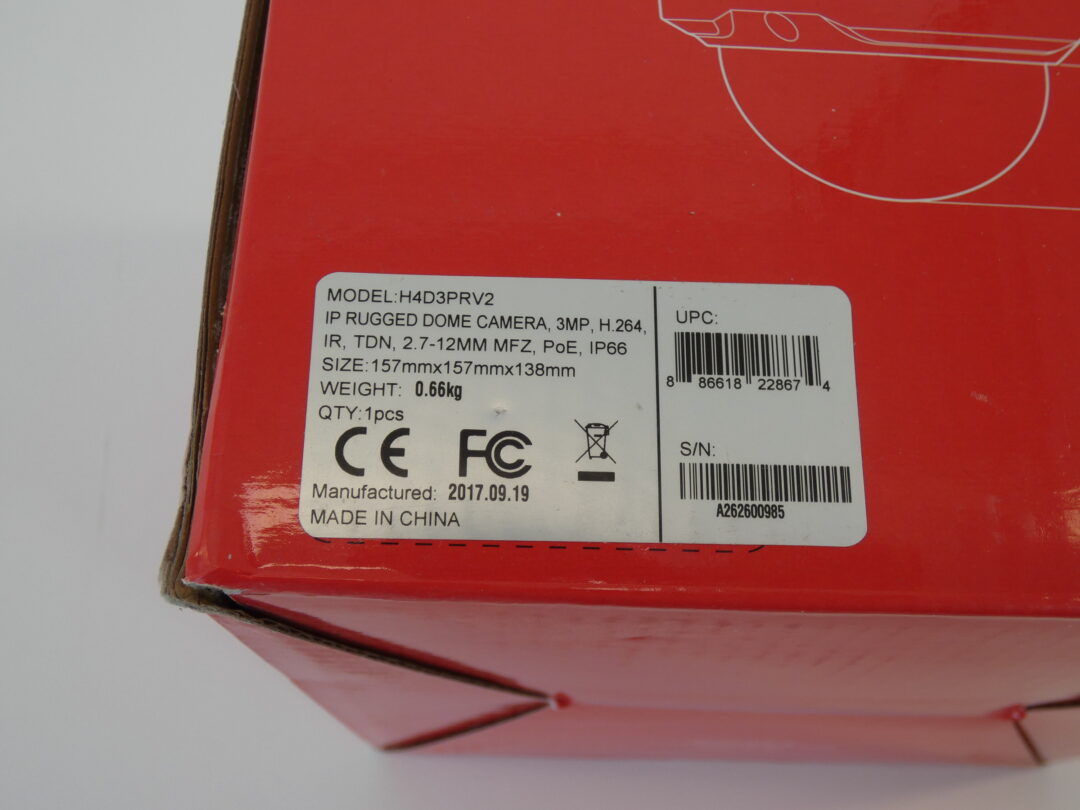 MODEL:H4D3PRV2
IP RUGGED DOME CAMERA, 3MP, H.264,
IR, TDN, 2.7-12MM MFZ, PoE, IP66
SIZE:157mmx157mmx138mm
WEIGHT: 0.66kg
QTY:1pcs
CE FC
Manufactured: 2017.09.19
MADE IN CHINA
UPC:
8 86618 22867 4
S/N:
A262600985